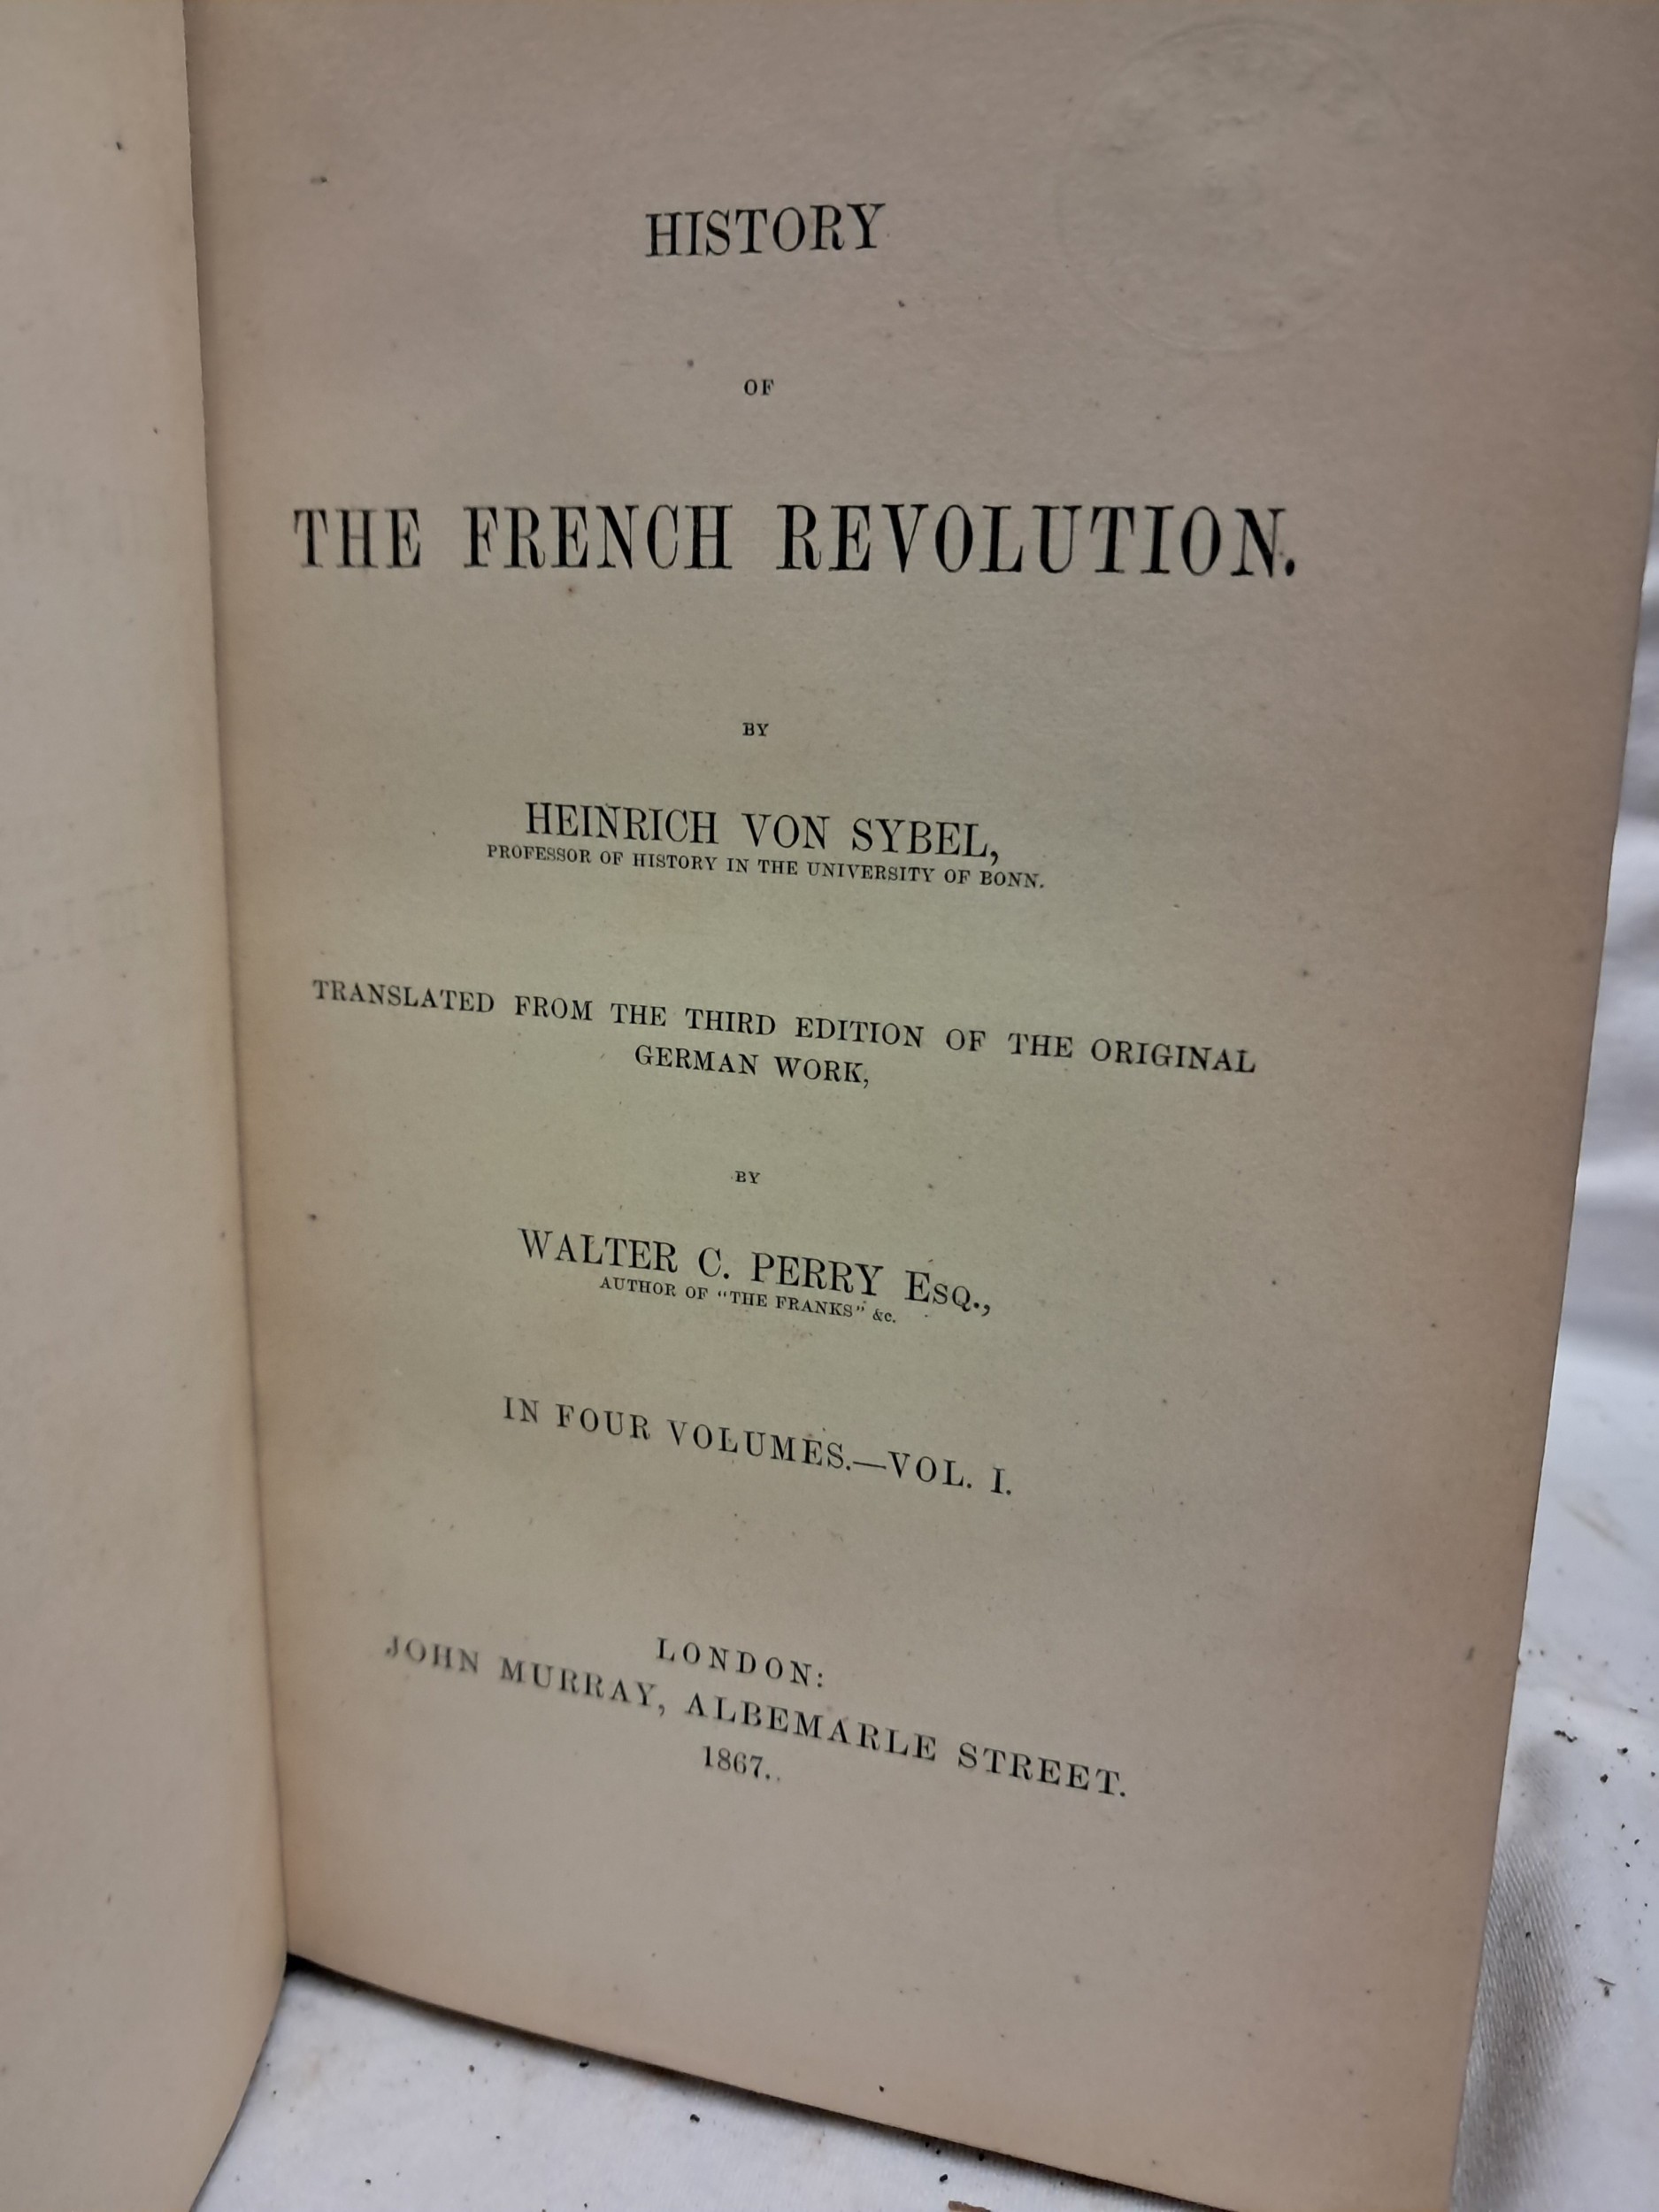 HISTORY
OF
THE FRENCH REVOLUTION.
BY
HEINRICH VON SYBEL,
PROFESSOR OF HISTORY IN THE UNIVERSITY OF BONN.
TRANSLATED FROM THE THIRD EDITION OF THE ORIGINAL
GERMAN WORK,
BY
WALTER C. PERRY ESQ.,
AUTHOR OF "THE FRANKS" &c.
IN FOUR VOLUMES.—VOL. I.
LONDON:
JOHN MURRAY, ALBEMARLE STREET.
1867.